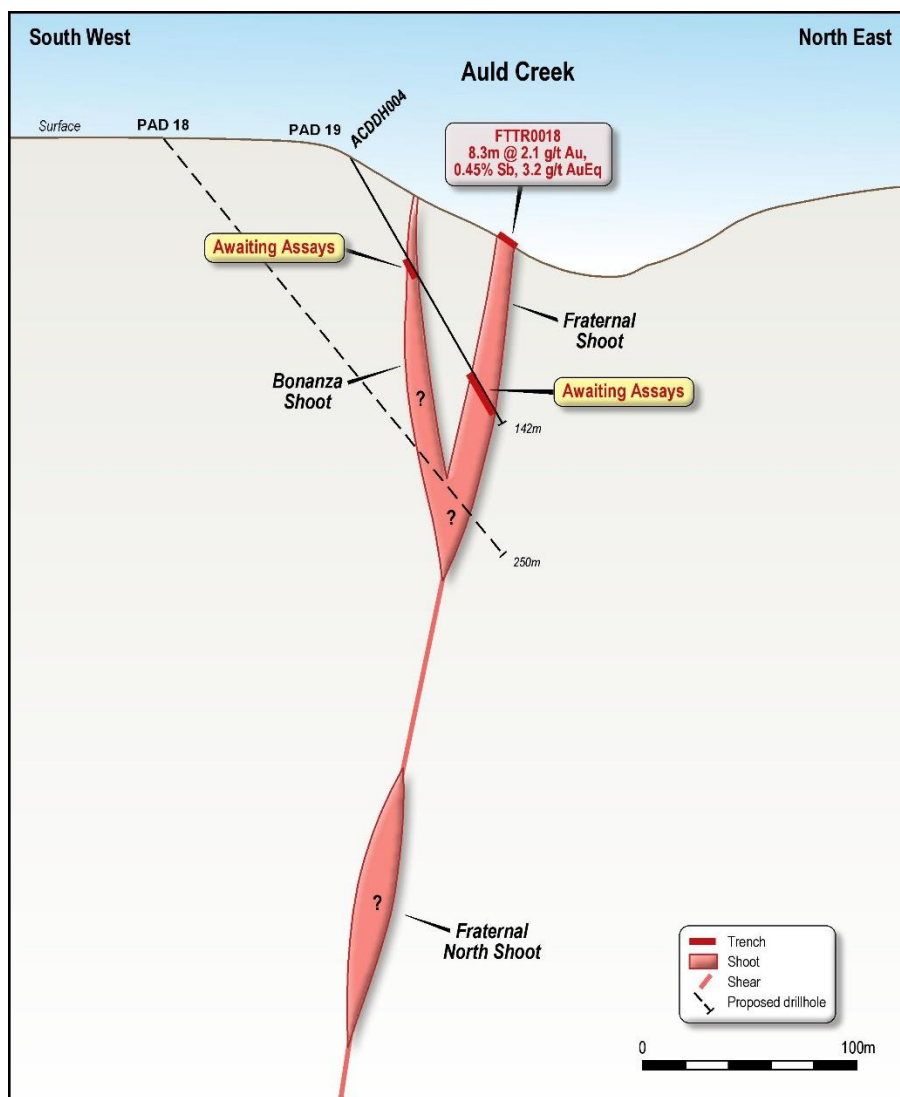 South West
North East
Auld Creek
Surface
PAD 18
PAD 19
ACDDH004
FTTR0018
8.3m @ 2.1 g/t Au,
0.45% Sb, 3.2 g/t AuEq
Awaiting Assays
Fraternal
Shoot
Bonanza
Shoot
?
Awaiting Assays
142m
?
250m
?
Fraternal
North Shoot
Trench
Shoot
Shear
Proposed drillhole
0
100m